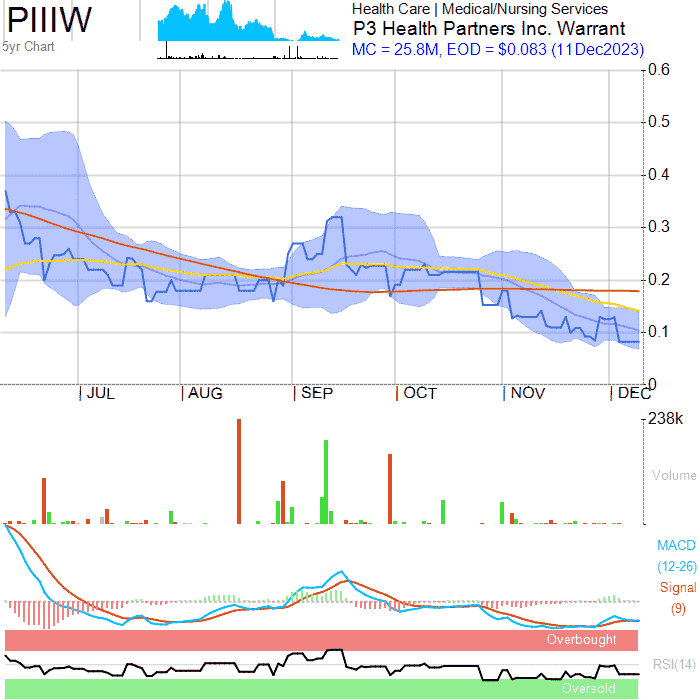 PIIIW
5yr Chart
Health Care | Medical/Nursing Services
P3 Health Partners Inc. Warrant
MC = 25.8M, EOD = $0.083 (11Dec2023)
0.6
0.5
0.4
0.3
0.2
0.1
0
| JUL
| AUG
| SEP
| OCT
| NOV
| DEC
238k
Volume
MACD
(12-26)
Signal
(9)
Overbought
RSI(14)
Oversold